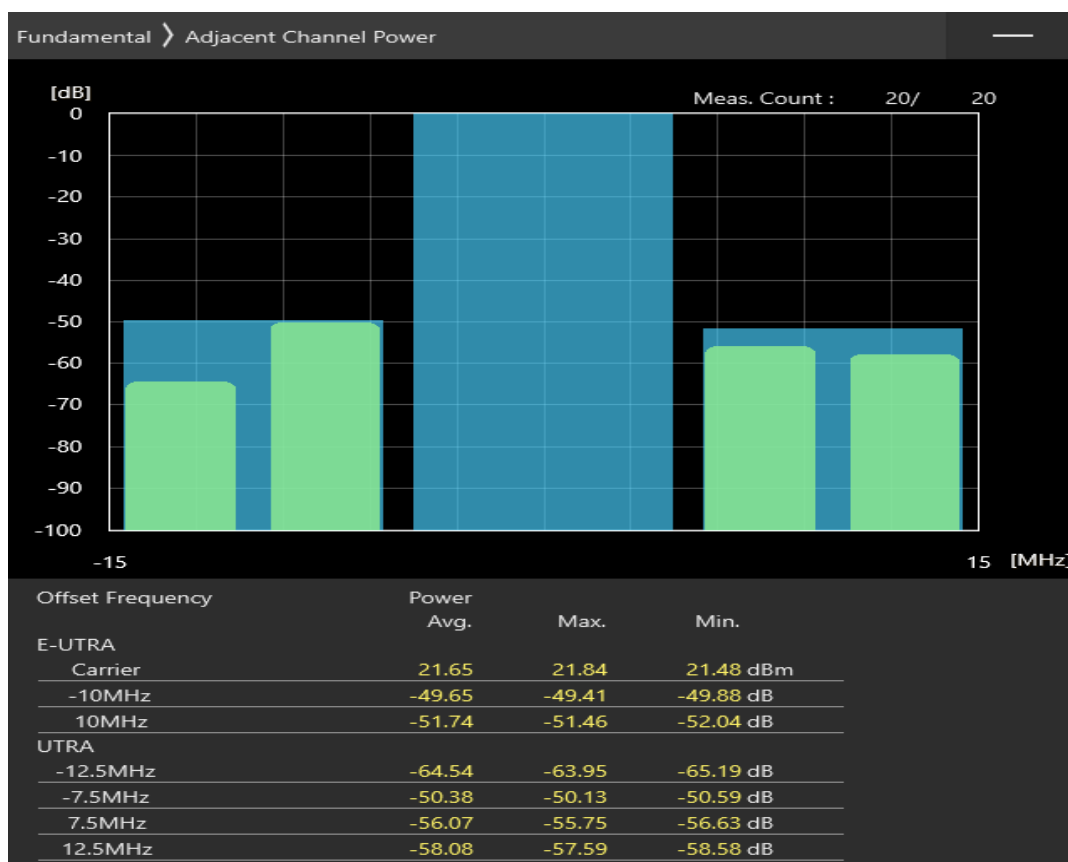 Fundamental 〉 Adjacent Channel Power
[dB]
Meas. Count : 20/ 20
0
-10
-20
-30
-40
-50
-60
-70
-80
-90
-100
-15 15 [MHz]
Offset Frequency Power
Avg. Max. Min.
E-UTRA
Carrier 21.65 21.84 21.48 dBm
-10MHz -49.65 -49.41 -49.88 dB
10MHz -51.74 -51.46 -52.04 dB
UTRA
-12.5MHz -64.54 -63.95 -65.19 dB
-7.5MHz -50.38 -50.13 -50.59 dB
7.5MHz -56.07 -55.75 -56.63 dB
12.5MHz -58.08 -57.59 -58.58 dB